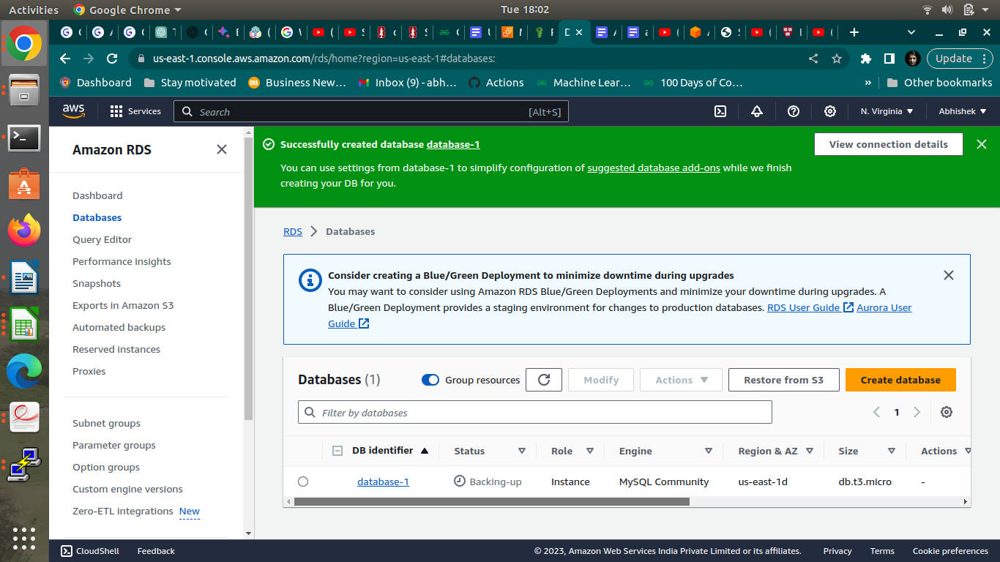 Activities
Google Chrome
Tue 18:02
Update
us-east-1.console.aws.amazon.com/rds/home?region=us-east-1#databases:
Dashboard
Stay motivated
Business New…
Inbox (9) - abh…
Actions
Machine Lear…
100 Days of Co…
»
Other bookmarks
aws
Services
Search
[Alt+S]
N. Virginia
Abhishek
Amazon RDS
Dashboard
Databases
Query Editor
Performance insights
Snapshots
Exports in Amazon S3
Automated backups
Reserved instances
Proxies
Subnet groups
Parameter groups
Option groups
Custom engine versions
Zero-ETL integrations New
Successfully created database database-1
View connection details
You can use settings from database-1 to simplify configuration of suggested database add-ons while we finish
creating your DB for you.
RDS
Databases
Consider creating a Blue/Green Deployment to minimize downtime during upgrades
You may want to consider using Amazon RDS Blue/Green Deployments and minimize your downtime during upgrades. A
Blue/Green Deployment provides a staging environment for changes to production databases. RDS User Guide Aurora User
Guide
Databases (1)
Group resources
Modify
Actions
Restore from S3
Create database
Filter by databases
1
DB identifier
Status
Role
Engine
Region & AZ
Size
Actions
database-1
Backing-up
Instance
MySQL Community
us-east-1d
db.t3.micro
-
CloudShell
Feedback
© 2023, Amazon Web Services India Private Limited or its affiliates.
Privacy
Terms
Cookie preferences